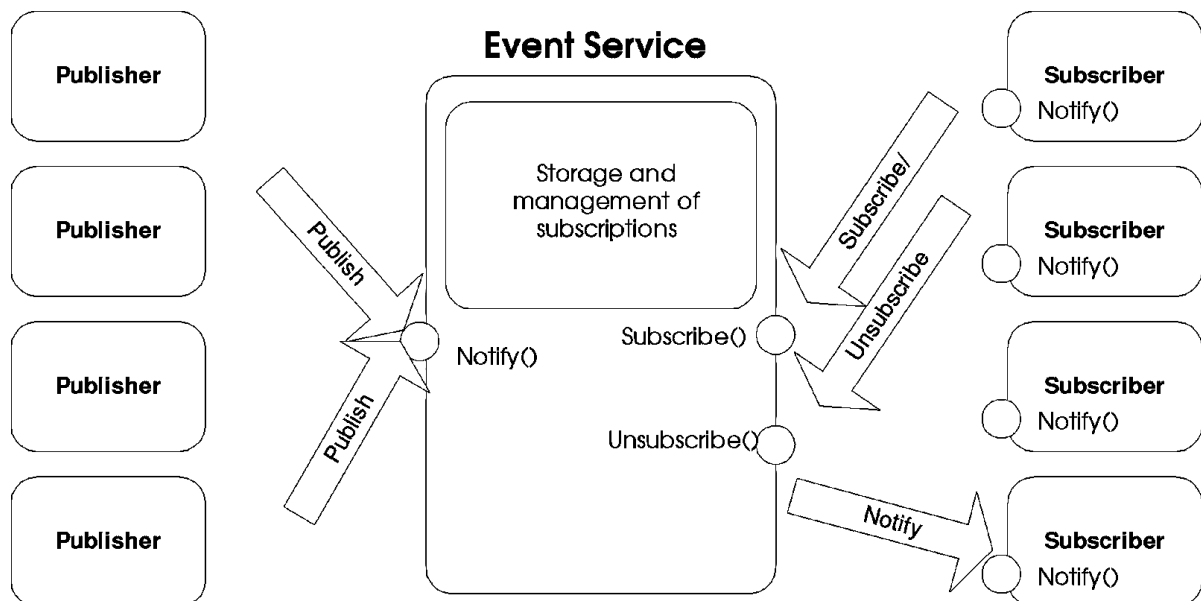 Event Service
Publisher
Publisher
Publisher
Publisher
Publish
Publish
Storage and
management of
subscriptions
Notify()
Subscribe()
Unsubscribe()
Subscribe/
Unsubscribe
Notify
Subscriber
Notify()
Subscriber
Notify()
Subscriber
Notify()
Subscriber
Notify()